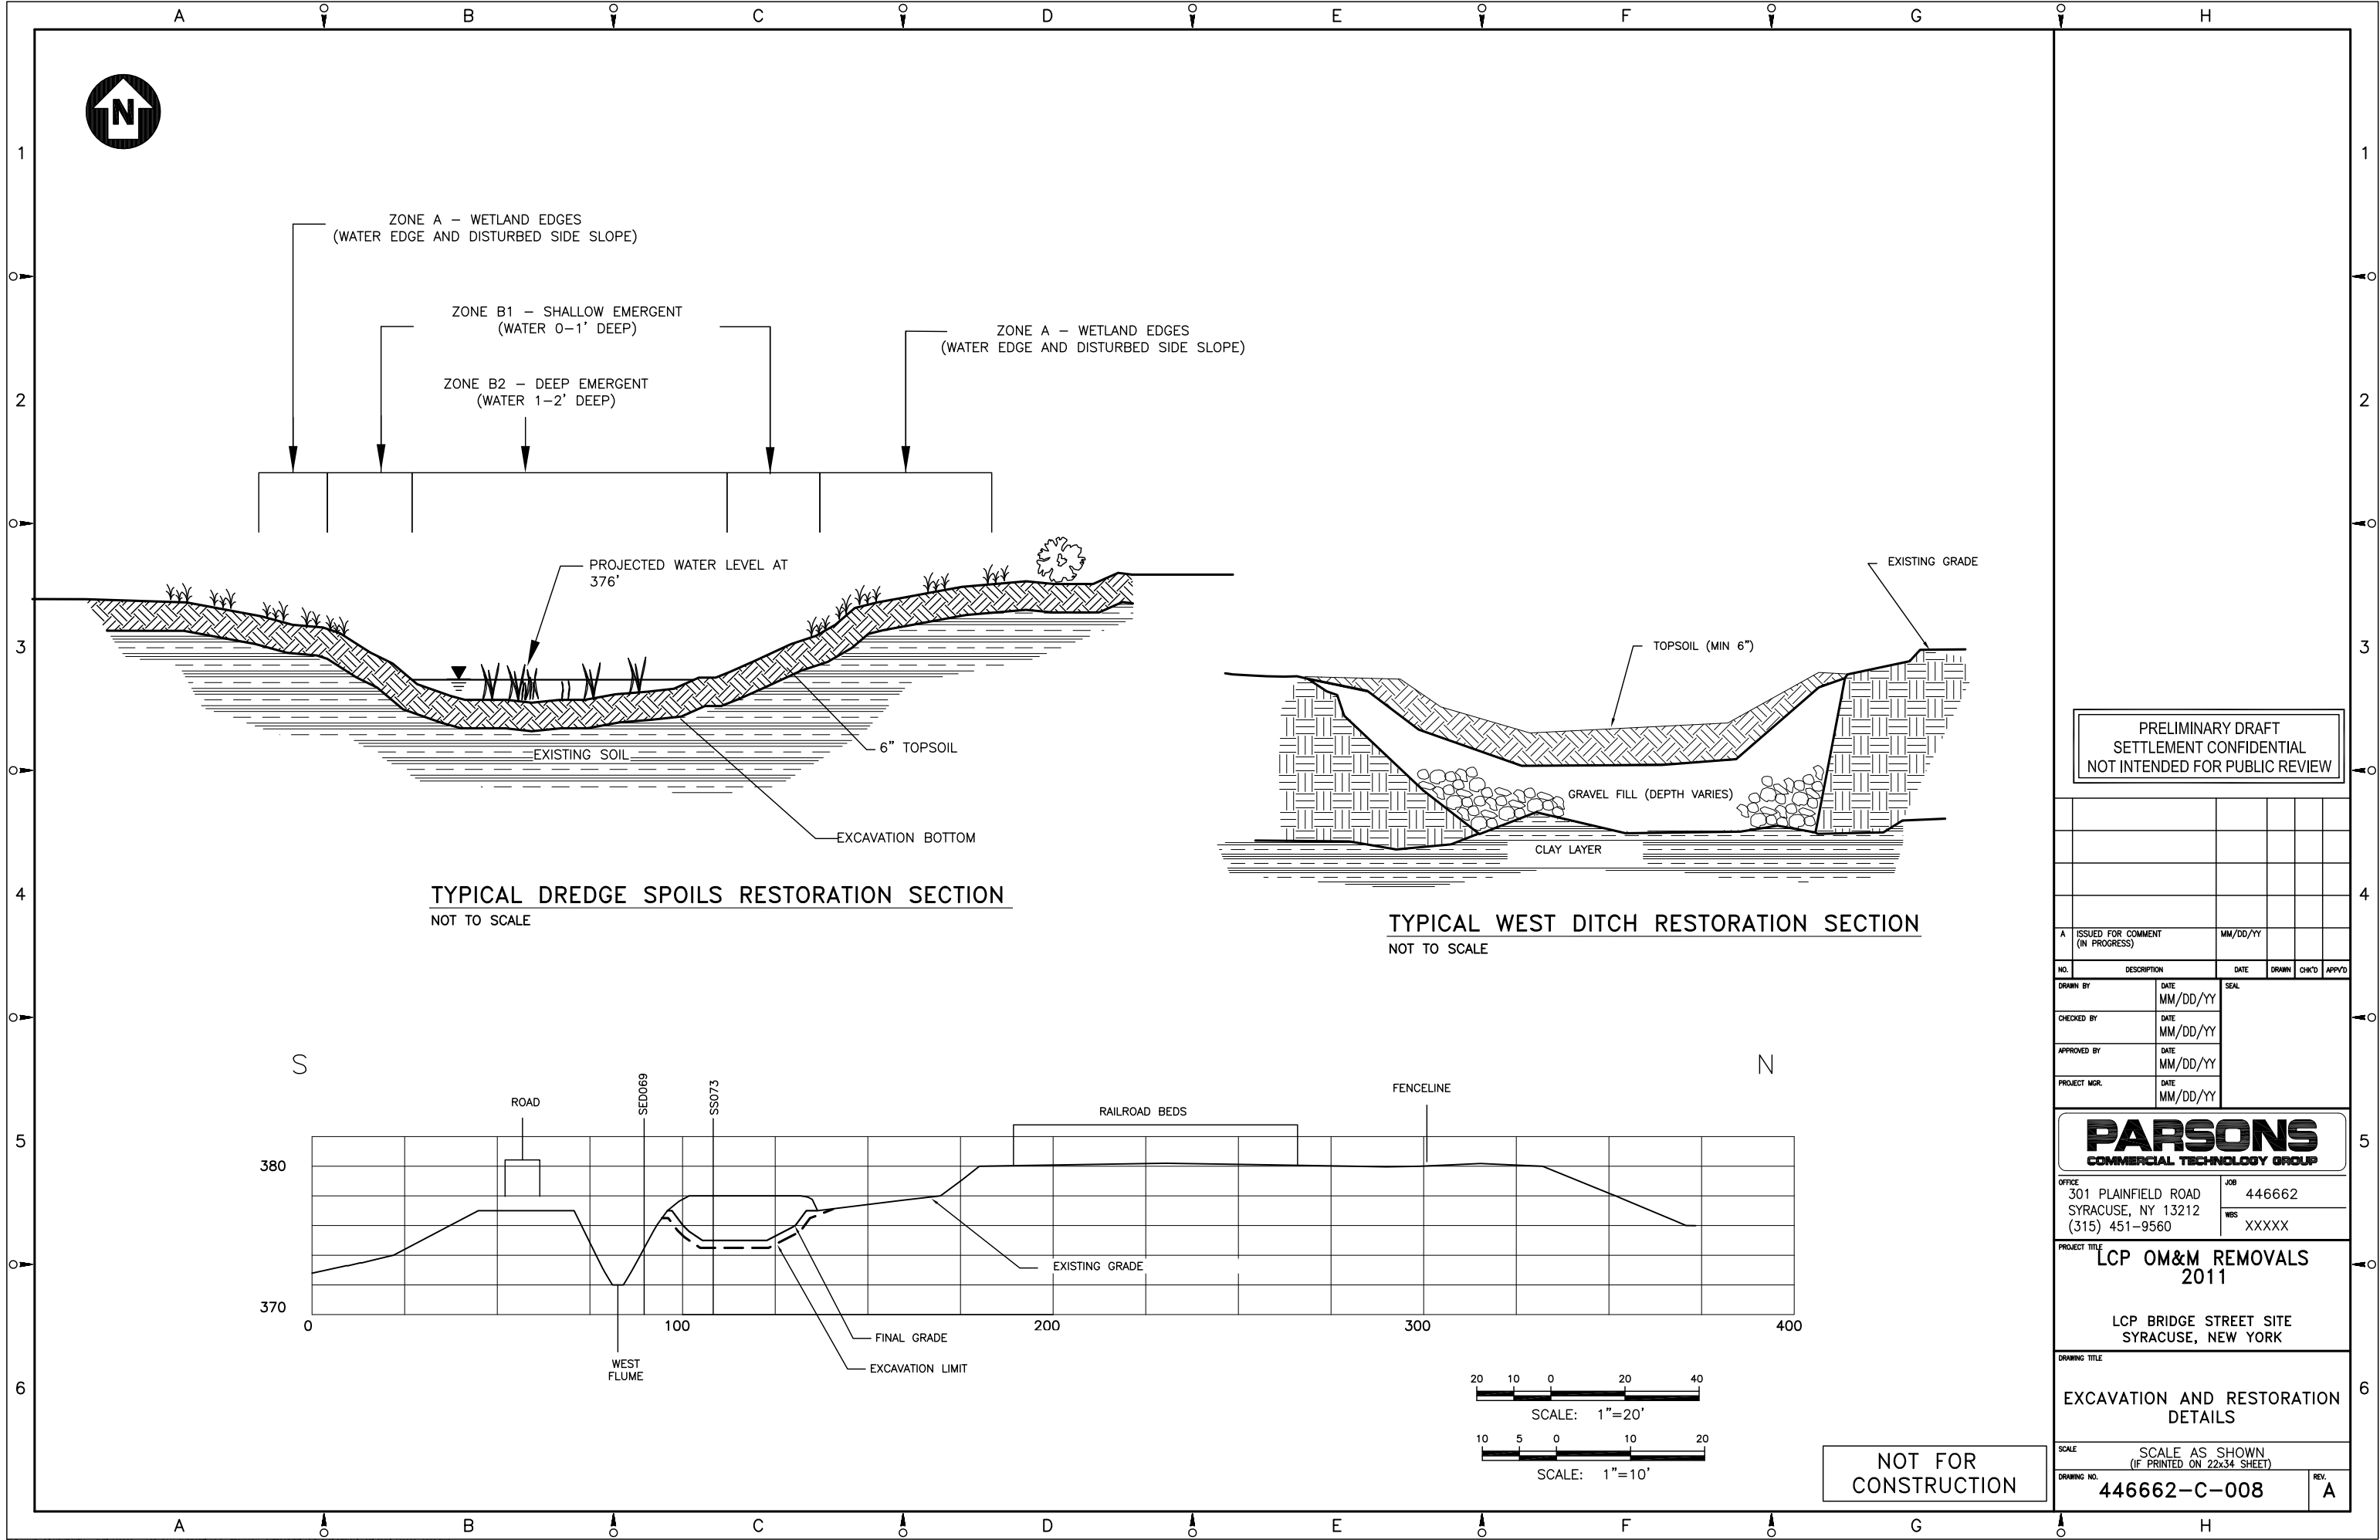 A B C D E F G H
1 1
2 2
3 3
4 4
5 5
6 6
N
ZONE A – WETLAND EDGES
(WATER EDGE AND DISTURBED SIDE SLOPE)
ZONE B1 – SHALLOW EMERGENT
(WATER 0–1' DEEP)
ZONE B2 – DEEP EMERGENT
(WATER 1–2' DEEP)
ZONE A – WETLAND EDGES
(WATER EDGE AND DISTURBED SIDE SLOPE)
PROJECTED WATER LEVEL AT
376'
EXISTING SOIL
6" TOPSOIL
EXCAVATION BOTTOM
TYPICAL DREDGE SPOILS RESTORATION SECTION
NOT TO SCALE
EXISTING GRADE
TOPSOIL (MIN 6")
GRAVEL FILL (DEPTH VARIES)
CLAY LAYER
TYPICAL WEST DITCH RESTORATION SECTION
NOT TO SCALE
S
N
ROAD
SED069
SS073
RAILROAD BEDS
FENCELINE
380
370
0 100 200 300 400
EXISTING GRADE
FINAL GRADE
EXCAVATION LIMIT
WEST
FLUME
20 10 0 20 40
SCALE: 1"=20'
10 5 0 10 20
SCALE: 1"=10'
NOT FOR
CONSTRUCTION
PRELIMINARY DRAFT
SETTLEMENT CONFIDENTIAL
NOT INTENDED FOR PUBLIC REVIEW
A ISSUED FOR COMMENT MM/DD/YY
(IN PROGRESS)
NO. DESCRIPTION DATE DRAWN CHK'D APPV'D
DRAWN BY DATE SEAL
MM/DD/YY
CHECKED BY DATE
MM/DD/YY
APPROVED BY DATE
MM/DD/YY
PROJECT MGR. DATE
MM/DD/YY
PARSONS
COMMERCIAL TECHNOLOGY GROUP
OFFICE
301 PLAINFIELD ROAD
SYRACUSE, NY 13212
(315) 451–9560
JOB
446662
WBS
XXXXX
PROJECT TITLE
LCP OM&M REMOVALS
2011
LCP BRIDGE STREET SITE
SYRACUSE, NEW YORK
DRAWING TITLE
EXCAVATION AND RESTORATION
DETAILS
SCALE
SCALE AS SHOWN
(IF PRINTED ON 22x34 SHEET)
DRAWING NO.
446662–C–008
REV.
A
A B C D E F G H